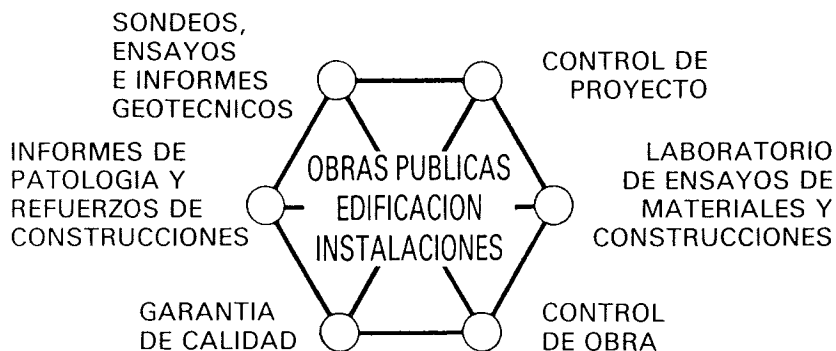 SONDEOS,
ENSAYOS
E INFORMES
GEOTECNICOS
CONTROL DE
PROYECTO
INFORMES DE
PATOLOGIA Y
REFUERZOS DE
CONSTRUCCIONES
OBRAS PUBLICAS
EDIFICACION
INSTALACIONES
LABORATORIO
DE ENSAYOS DE
MATERIALES Y
CONSTRUCCIONES
GARANTIA
DE CALIDAD
CONTROL
DE OBRA